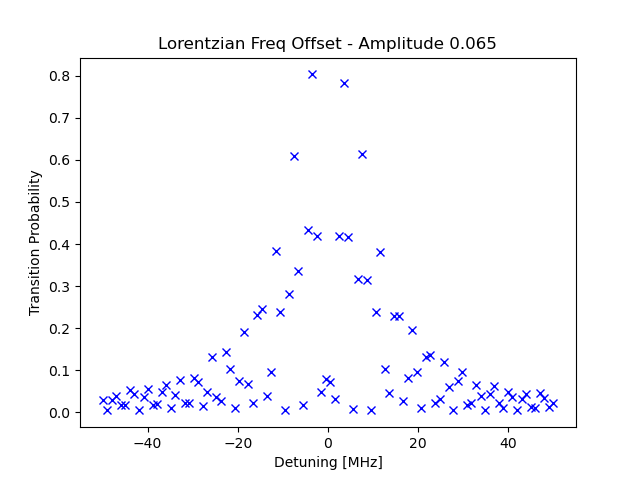 Lorentzian Freq Offset - Amplitude 0.065
Transition Probability
0.8
0.7
0.6
0.5
0.4
0.3
0.2
0.1
0.0
−40 −20 0 20 40
Detuning [MHz]